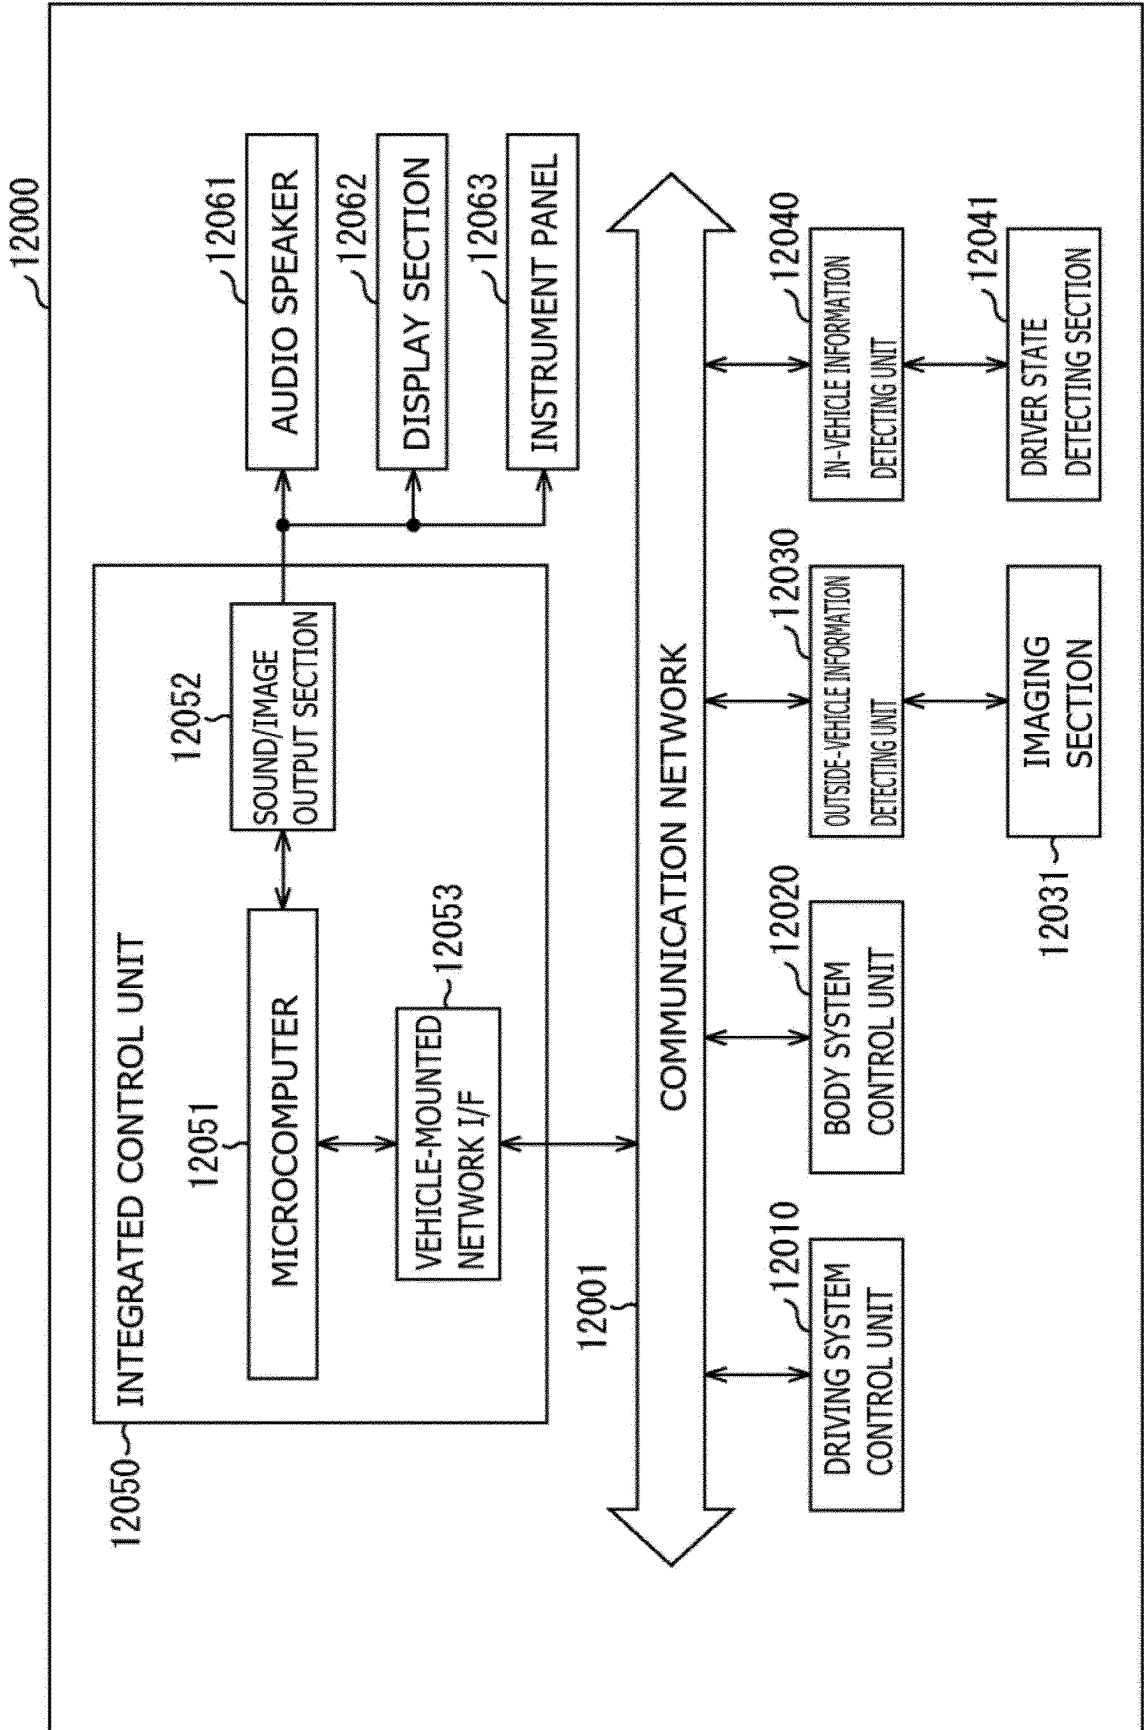 12000
12050
INTEGRATED CONTROL UNIT
12051
MICROCOMPUTER
12052
SOUND/IMAGE
OUTPUT SECTION
12053
VEHICLE-MOUNTED
NETWORK I/F
12061
AUDIO SPEAKER
12062
DISPLAY SECTION
12063
INSTRUMENT PANEL
12001
COMMUNICATION NETWORK
12010
DRIVING SYSTEM
CONTROL UNIT
12020
BODY SYSTEM
CONTROL UNIT
12030
OUTSIDE-VEHICLE INFORMATION
DETECTING UNIT
12040
IN-VEHICLE INFORMATION
DETECTING UNIT
12031
IMAGING
SECTION
12041
DRIVER STATE
DETECTING SECTION